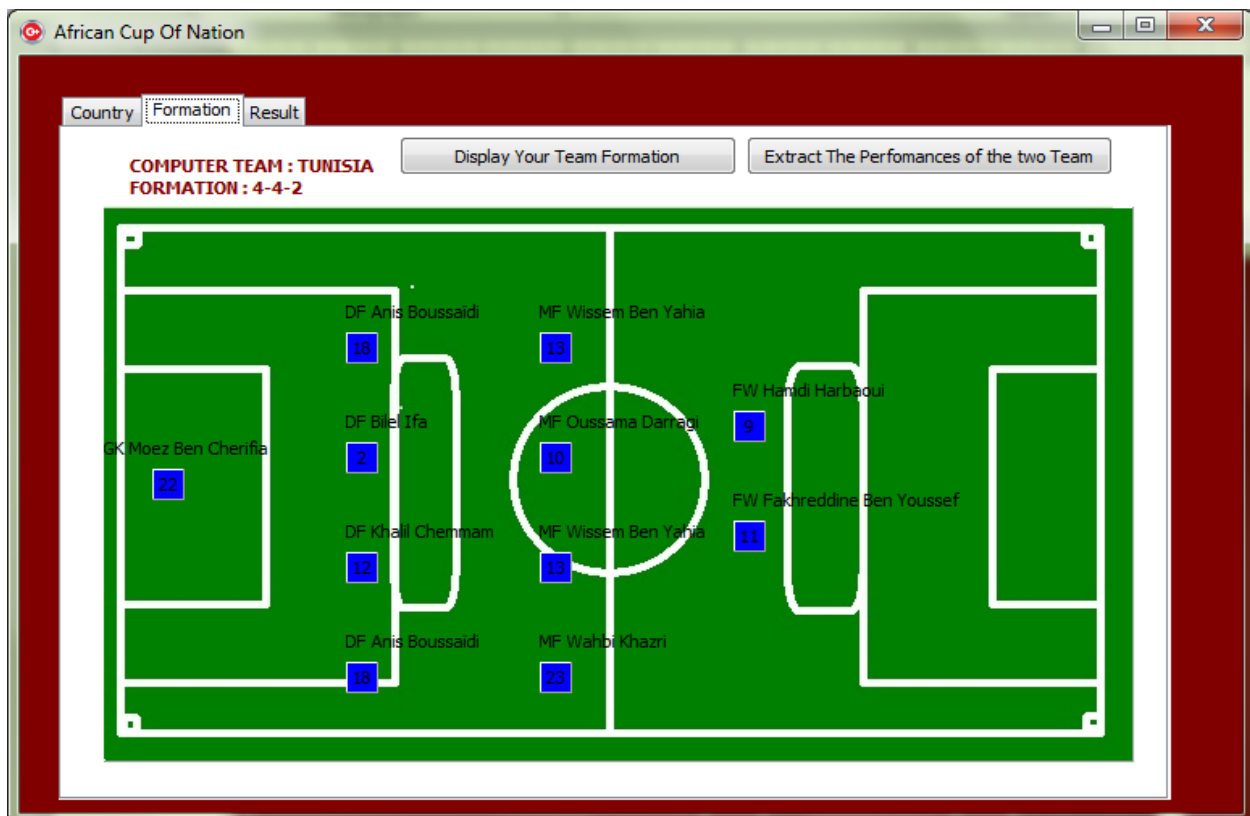 African Cup Of Nation
Country Formation Result
COMPUTER TEAM : TUNISIA
FORMATION : 4-4-2
Display Your Team Formation
Extract The Perfomances of the two Team
GK Moez Ben Cherifia
22
DF Anis Boussaïdi
18
DF Bilel Ifa
2
DF Khalil Chemmam
12
DF Anis Boussaïdi
18
MF Wissem Ben Yahia
13
MF Oussama Darragi
10
MF Wissem Ben Yahia
13
MF Wahbi Khazri
23
FW Hamdi Harbaoui
9
FW Fakhreddine Ben Youssef
11